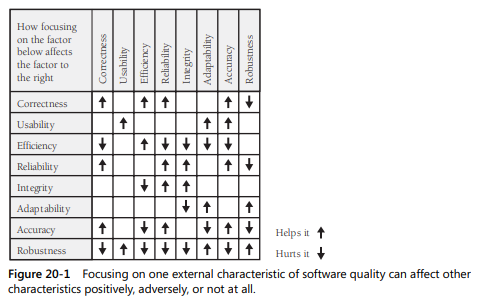 How focusing
on the factor
below affects
the factor to
the right
Correctness
Usability
Efficiency
Reliability
Integrity
Adaptability
Accuracy
Robustness
Correctness ↑ ↑ ↑ ↑ ↓
Usability ↑ ↑ ↑
Efficiency ↓ ↑ ↓ ↓ ↓ ↓
Reliability ↑ ↑ ↑ ↑ ↓
Integrity ↓ ↑ ↑
Adaptability ↓ ↑ ↑
Accuracy ↑ ↓ ↑ ↓ ↑ ↓
Robustness ↓ ↑ ↓ ↓ ↓ ↑ ↓ ↑
Helps it ↑
Hurts it ↓
Figure 20-1 Focusing on one external characteristic of software quality can affect other
characteristics positively, adversely, or not at all.